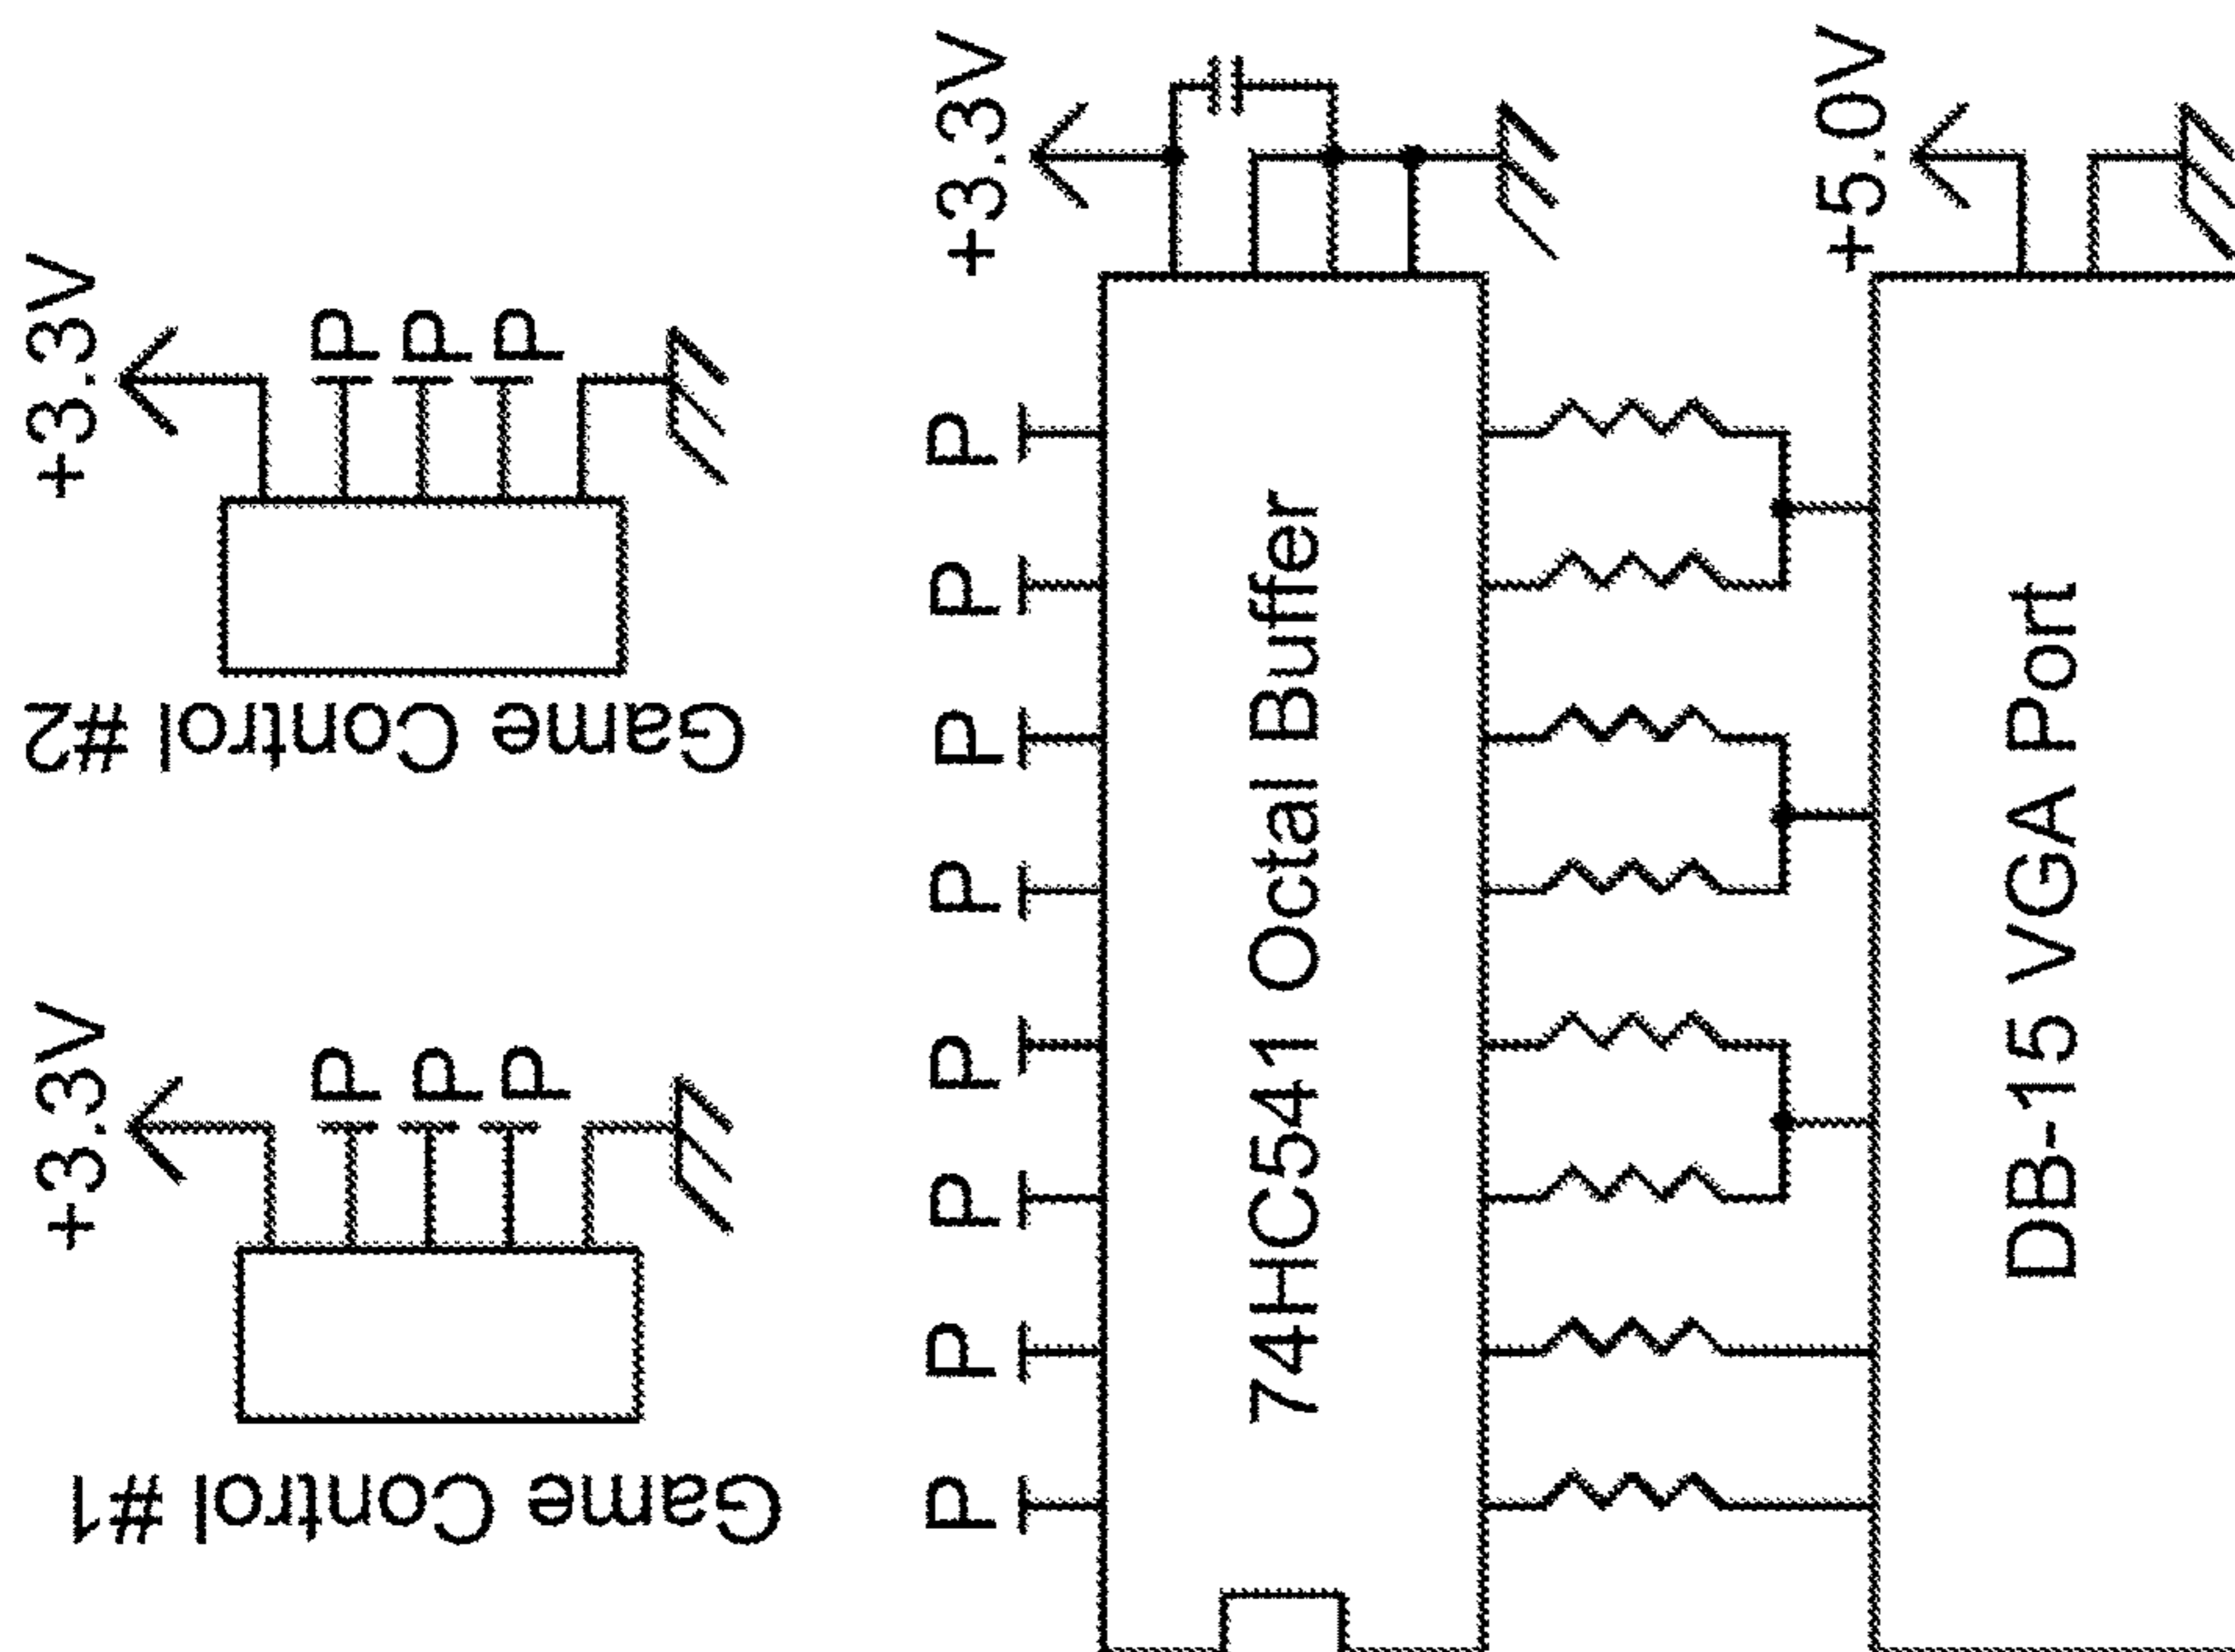 +3.3V
P
P
P
Game Control #2
+3.3V
P
P
P
Game Control #1
+3.3V
P
P
P
P
P
P
P
P
74HC541 Octal Buffer
+5.0V
DB-15 VGA Port